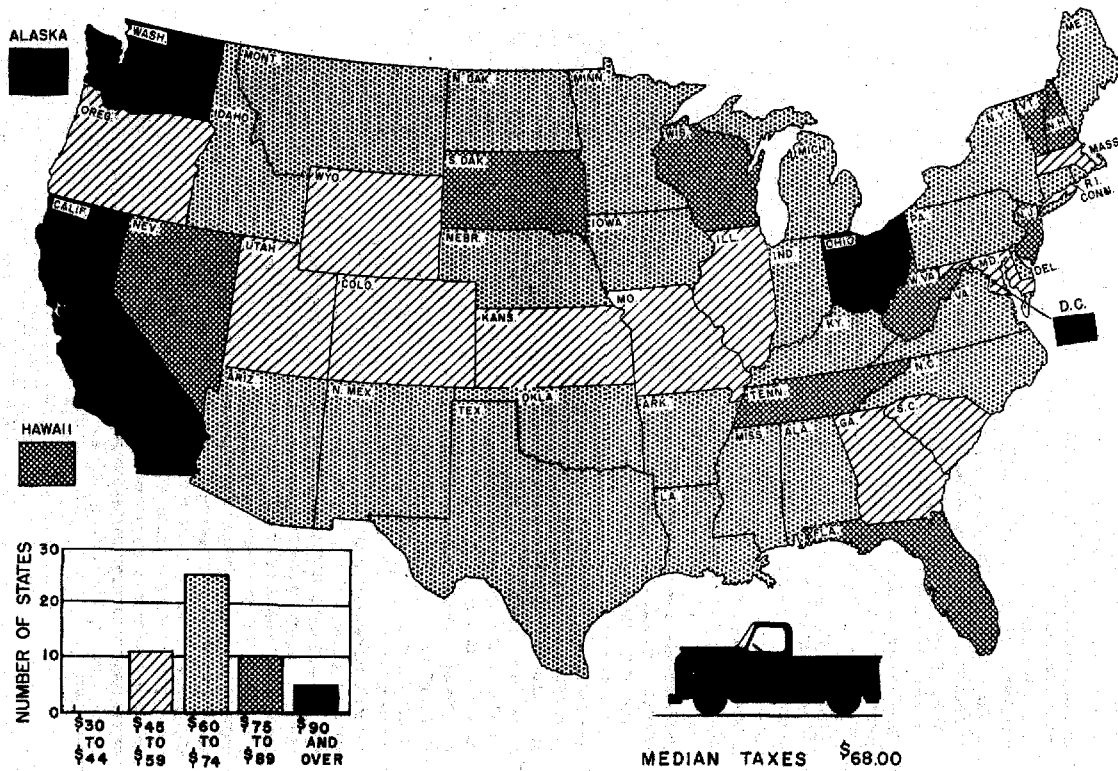 ALASKA
WASH.
MONT.
N. DAK.
MINN.
ME.
OREG.
IDAHO
S. DAK.
WIS.
MICH.
N.Y.
VT.
N.H.
MASS.
R.I.
CONN.
WYO.
CALIF.
NEV.
UTAH
NEBR.
IOWA
ILL.
IND.
OHIO
PA.
N.J.
COLO.
KANS.
MO.
KY.
W. VA.
VA.
MD.
DEL.
D.C.
HAWAII
ARIZ.
N. MEX.
TEX.
OKLA.
ARK.
TENN.
N.C.
S.C.
MISS.
ALA.
GA.
LA.
FLA.
NUMBER OF STATES
30
20
10
0
$30 TO $44
$45 TO $59
$60 TO $74
$75 TO $89
$90 AND OVER
MEDIAN TAXES $68.00